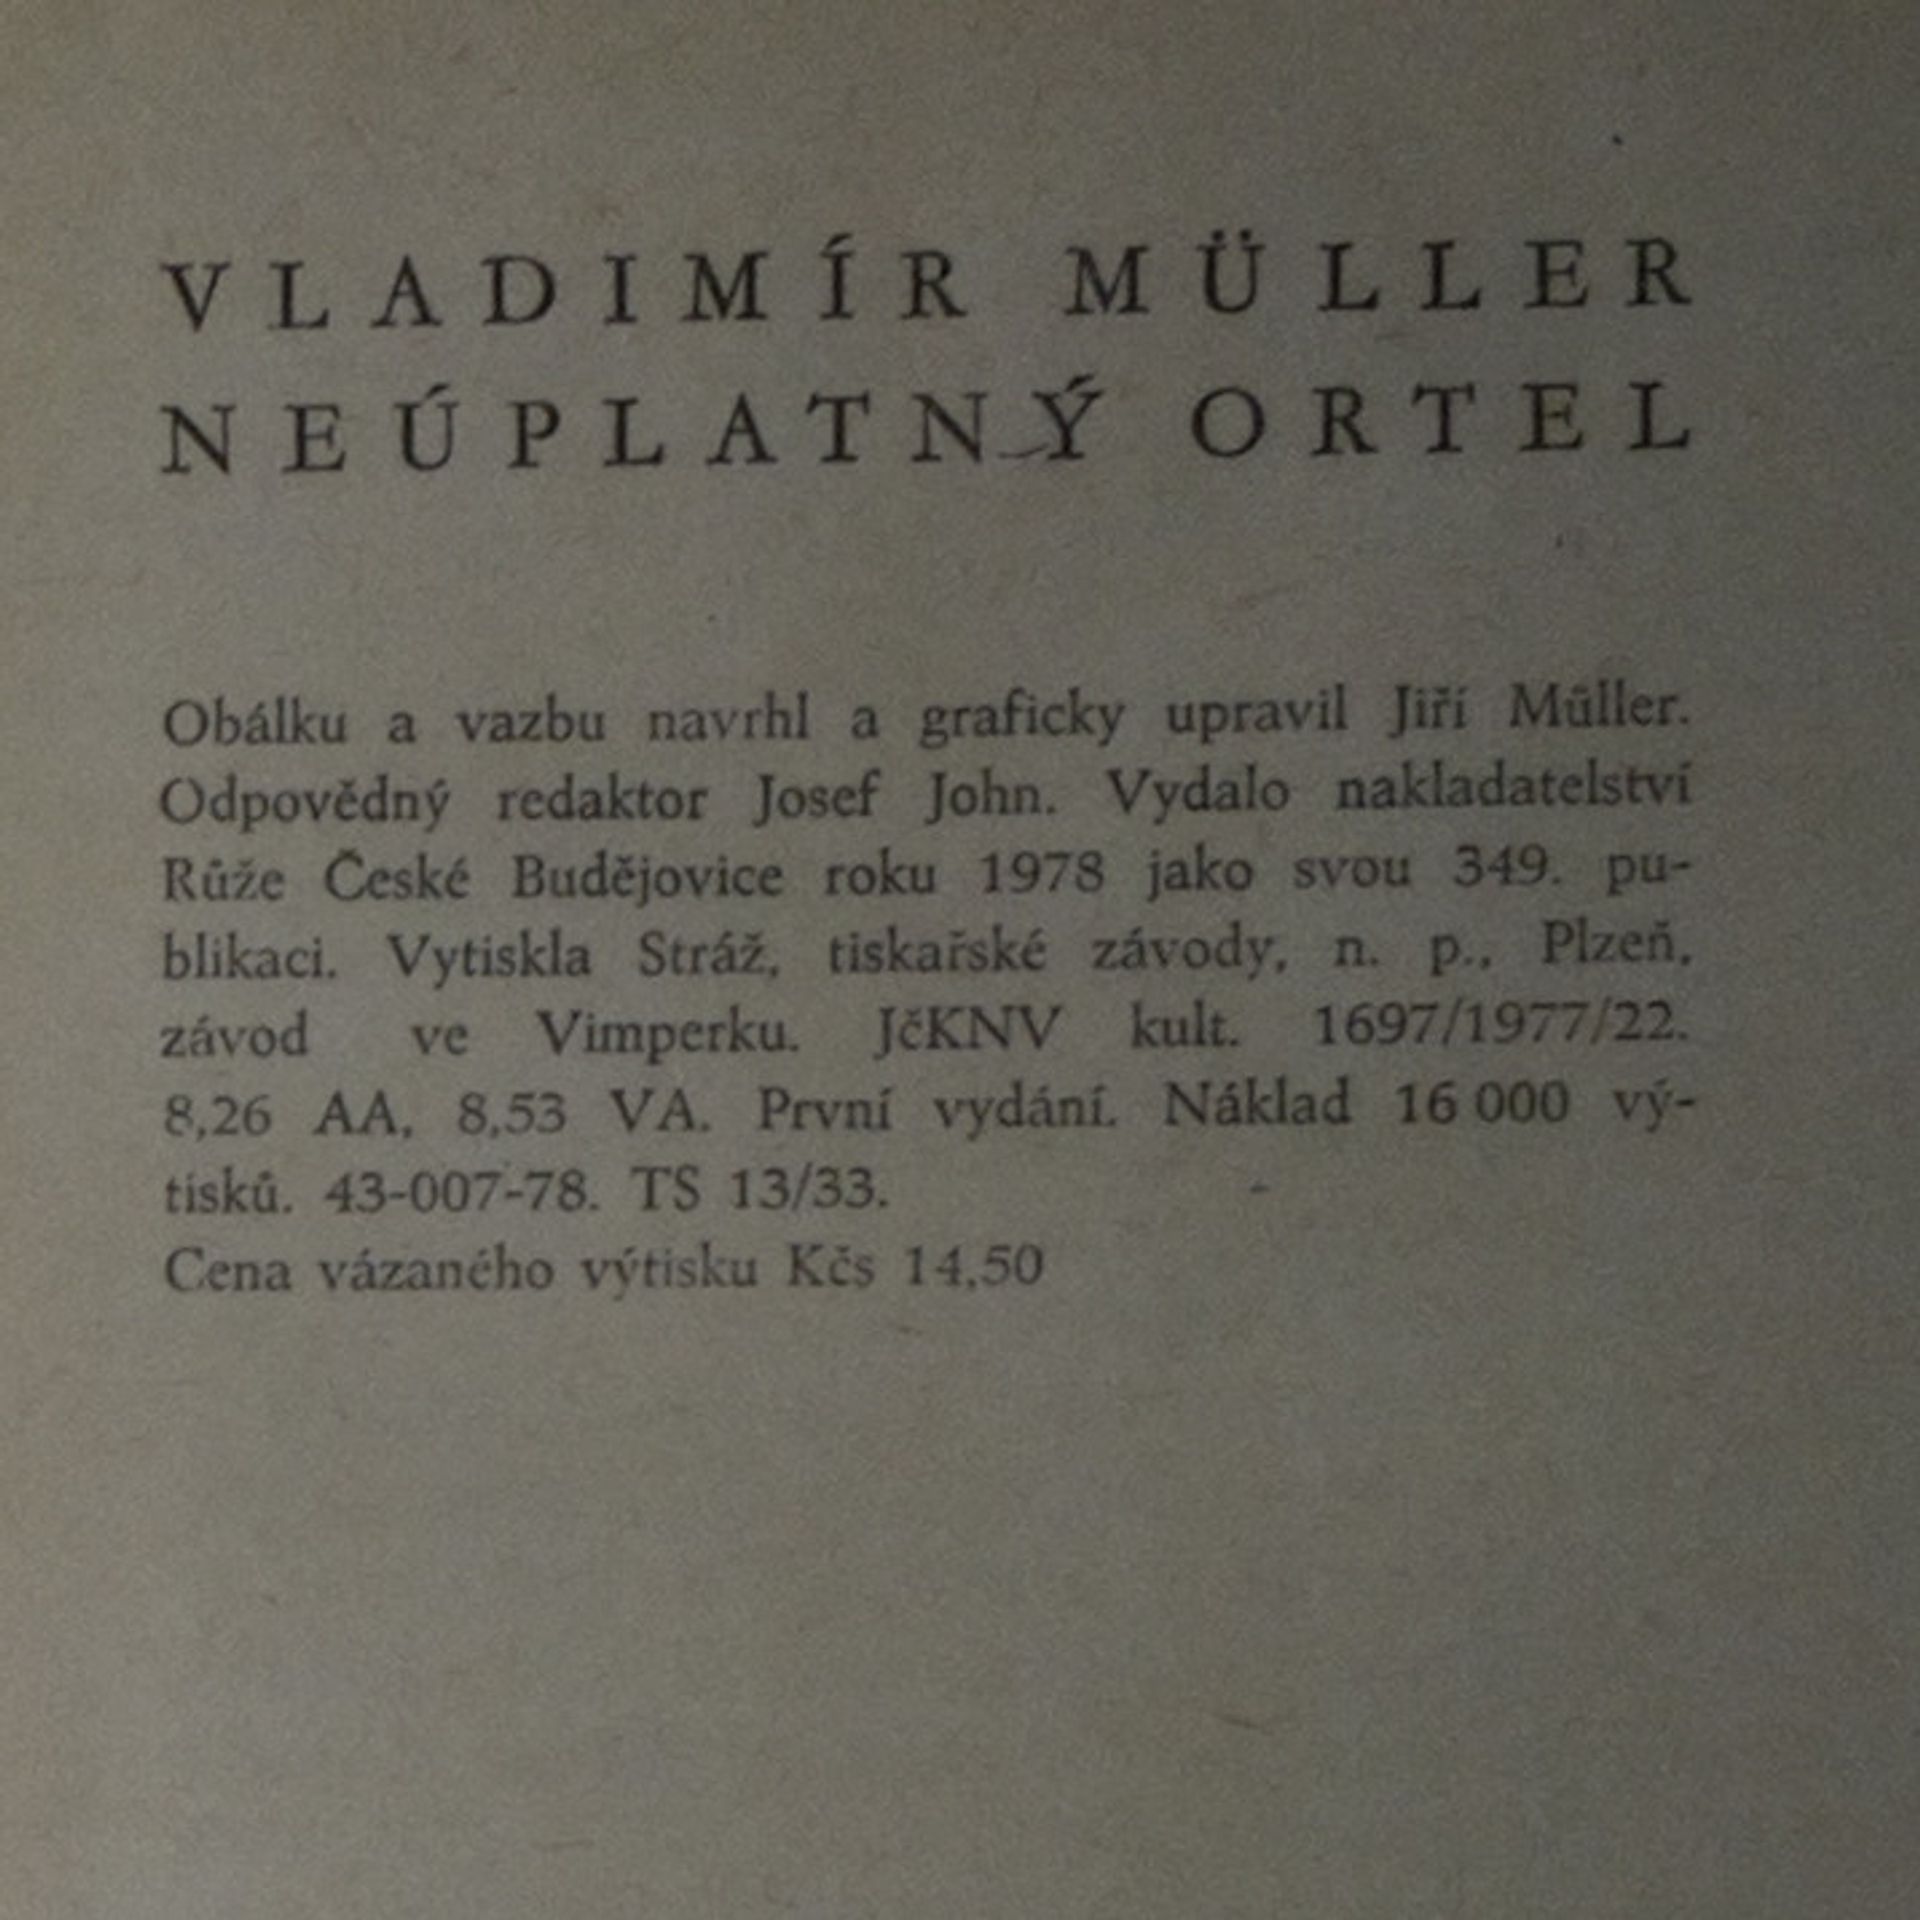 VLADIMÍR MÜLLER
NEÚPLATNÝ ORTEL
Obálku a vazbu navrhl a graficky upravil Jiří Müller.
Odpovědný redaktor Josef John. Vydalo nakladatelství
Růže České Budějovice roku 1978 jako svou 349. pu-
blikaci. Vytiskla Stráž, tiskařské závody, n. p., Plzeň,
závod ve Vimperku. JčKNV kult. 1697/1977/22.
8,26 AA, 8,53 VA. První vydání. Náklad 16 000 vý-
tisků. 43-007-78. TS 13/33.
Cena vázaného výtisku Kčs 14,50